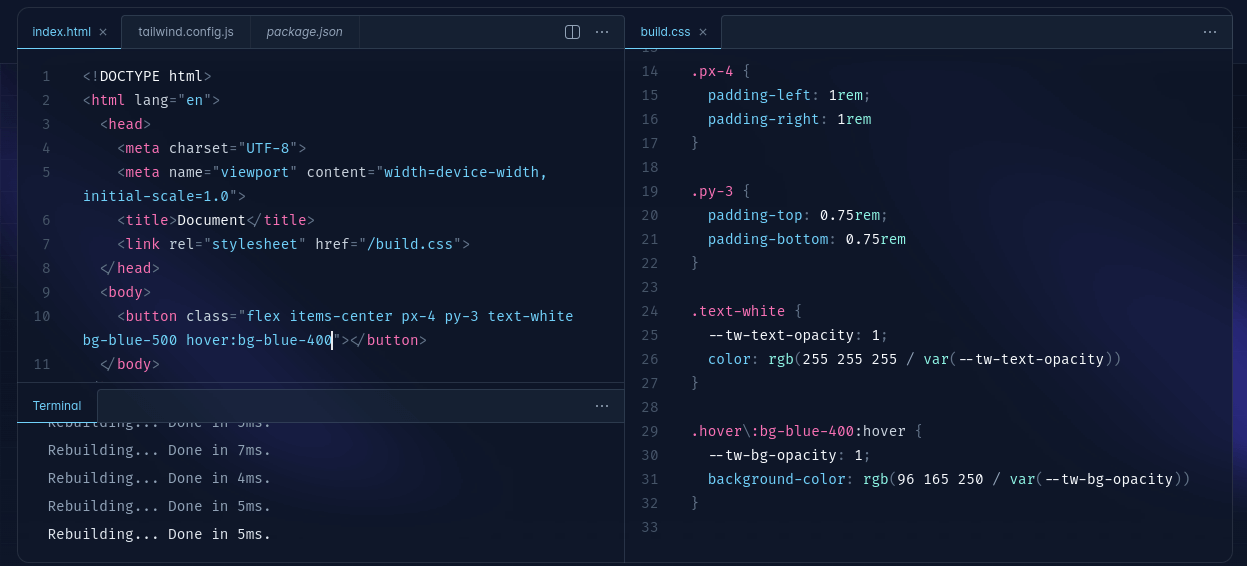 index.html ×
tailwind.config.js
package.json
1 <!DOCTYPE html>
2 <html lang="en">
3 <head>
4 <meta charset="UTF-8">
5 <meta name="viewport" content="width=device-width,
initial-scale=1.0">
6 <title>Document</title>
7 <link rel="stylesheet" href="/build.css">
8 </head>
9 <body>
10 <button class="flex items-center px-4 py-3 text-white
bg-blue-500 hover:bg-blue-400"></button>
11 </body>
Terminal
Rebuilding... Done in 5ms.
Rebuilding... Done in 7ms.
Rebuilding... Done in 4ms.
Rebuilding... Done in 5ms.
Rebuilding... Done in 5ms.
build.css ×
13
14 .px-4 {
15 padding-left: 1rem;
16 padding-right: 1rem
17 }
18
19 .py-3 {
20 padding-top: 0.75rem;
21 padding-bottom: 0.75rem
22 }
23
24 .text-white {
25 --tw-text-opacity: 1;
26 color: rgb(255 255 255 / var(--tw-text-opacity))
27 }
28
29 .hover\:bg-blue-400:hover {
30 --tw-bg-opacity: 1;
31 background-color: rgb(96 165 250 / var(--tw-bg-opacity))
32 }
33